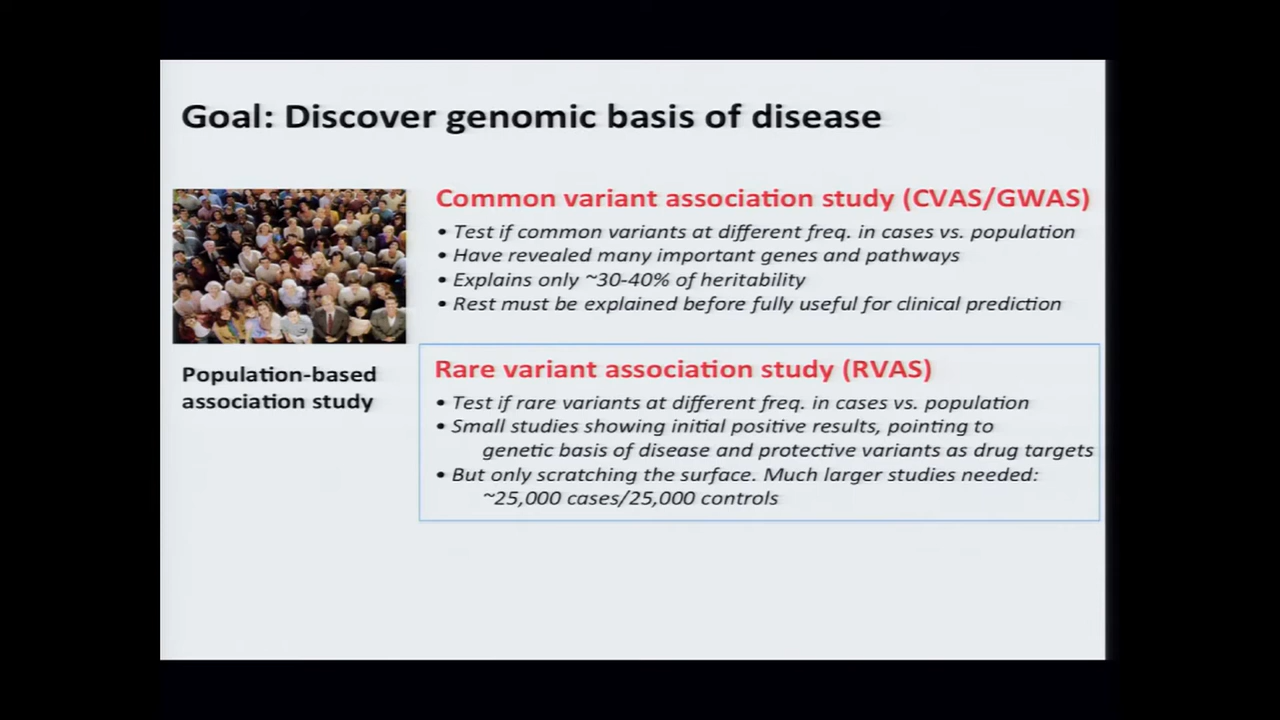 Goal: Discover genomic basis of disease
Common variant association study (CVAS/GWAS)
• Test if common variants at different freq. in cases vs. population
• Have revealed many important genes and pathways
• Explains only ~30-40% of heritability
• Rest must be explained before fully useful for clinical prediction
Population-based
association study
Rare variant association study (RVAS)
• Test if rare variants at different freq. in cases vs. population
• Small studies showing initial positive results, pointing to
genetic basis of disease and protective variants as drug targets
• But only scratching the surface. Much larger studies needed:
~25,000 cases/25,000 controls